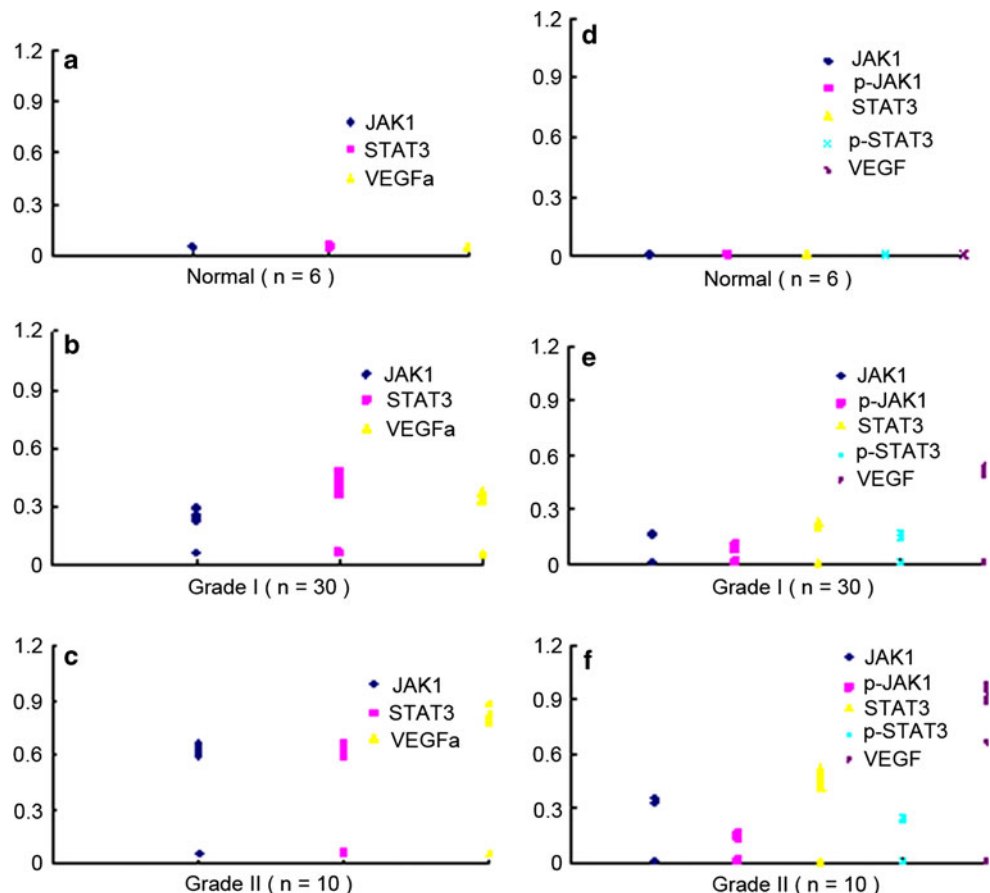 a
1.2
0.9
0.6
0.3
0
JAK1
STAT3
VEGFa
Normal ( n = 6 )
d
1.2
0.9
0.6
0.3
0
JAK1
p-JAK1
STAT3
p-STAT3
VEGF
Normal ( n = 6 )
b
1.2
0.9
0.6
0.3
0
JAK1
STAT3
VEGFa
Grade I ( n = 30 )
e
1.2
0.9
0.6
0.3
0
JAK1
p-JAK1
STAT3
p-STAT3
VEGF
Grade I ( n = 30 )
c
1.2
0.9
0.6
0.3
0
JAK1
STAT3
VEGFa
Grade II ( n = 10 )
f
1.2
0.9
0.6
0.3
0
JAK1
p-JAK1
STAT3
p-STAT3
VEGF
Grade II ( n = 10 )